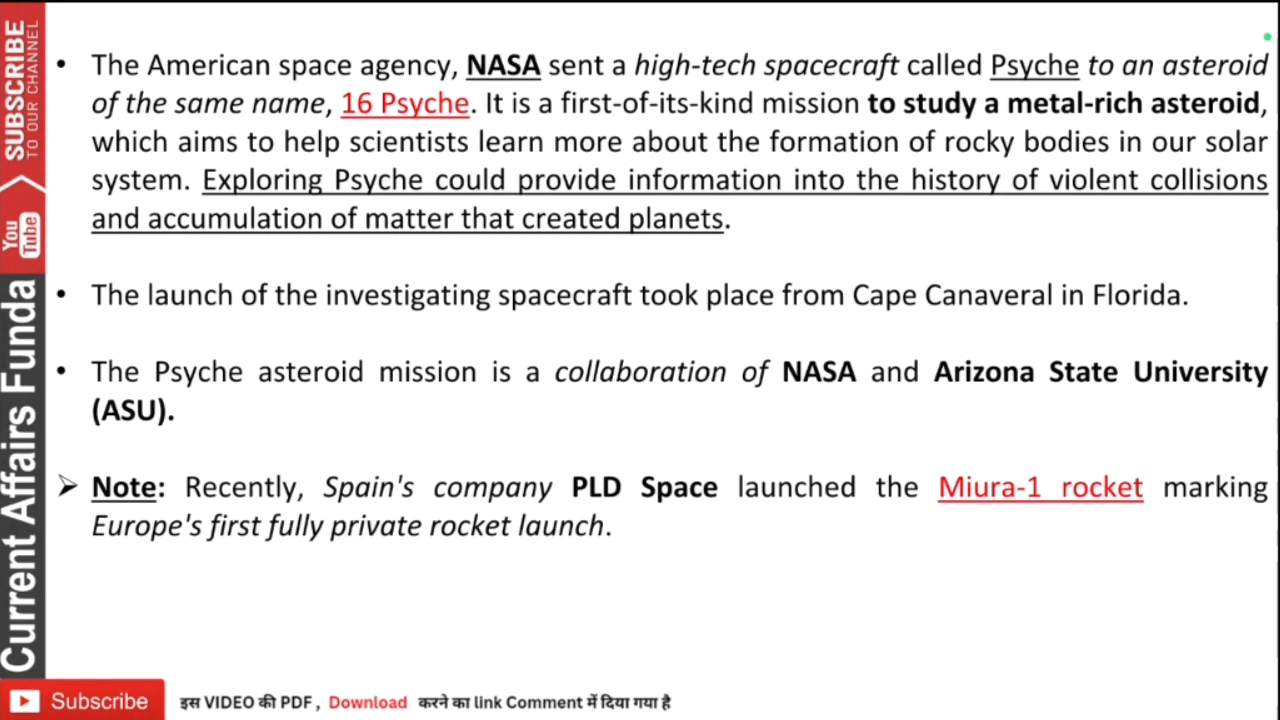 SUBSCRIBE
TO OUR CHANNEL
You
Tube
Current Affairs Funda
• The American space agency, NASA sent a high-tech spacecraft called Psyche to an asteroid
of the same name, 16 Psyche. It is a first-of-its-kind mission to study a metal-rich asteroid,
which aims to help scientists learn more about the formation of rocky bodies in our solar
system. Exploring Psyche could provide information into the history of violent collisions
and accumulation of matter that created planets.
• The launch of the investigating spacecraft took place from Cape Canaveral in Florida.
• The Psyche asteroid mission is a collaboration of NASA and Arizona State University
(ASU).
➢ Note: Recently, Spain's company PLD Space launched the Miura-1 rocket marking
Europe's first fully private rocket launch.
Subscribe
इस VIDEO की PDF , Download करने का link Comment में दिया गया है